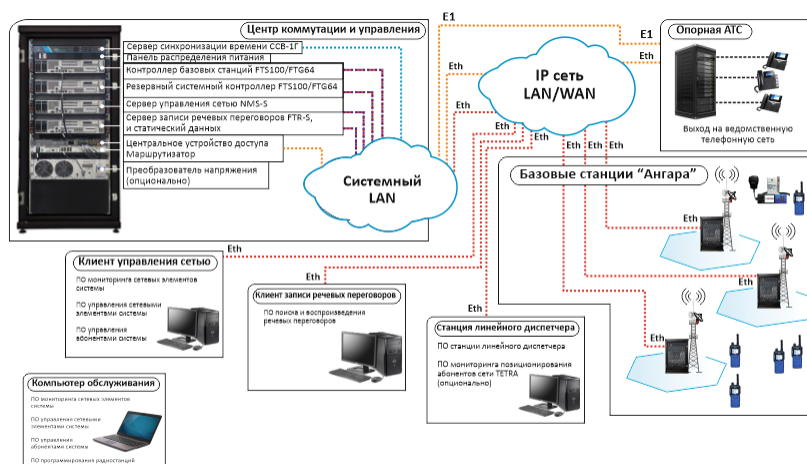 Центр коммутации и управления
Сервер синхронизации времени ССВ-1Г
Панель распределения питания
Контроллер базовых станций FTS100/FTG64
Резервный системный контроллер FTS100/FTG64
Сервер управления сетью NMS-S
Сервер записи речевых переговоров FTR-S,
и статический данных
Центральное устройство доступа
Маршрутизатор
Преобразователь напряжения
(опционально)
Системный
LAN
E1
E1
Eth
Eth
Eth
Eth
Eth
Eth
Eth
IP сеть
LAN/WAN
Опорная АТС
Выход на ведомственную
телефонную сеть
Базовые станции “Ангара”
Eth
Eth
Eth
Eth
Клиент управления сетью
ПО мониторинга сетевых элементов
системы
ПО управления сетевыми
элементами системы
ПО управления
абонентами системы
Eth
Клиент записи речевых переговоров
ПО поиска и воспроизведения
речевых переговоров
Eth
Станция линейного диспетчера
ПО станции линейного диспетчера
ПО мониторинга позиционирования
абонентов сети TETRA
(опционально)
Компьютер обслуживания
ПО мониторинга сетевых элементов
системы
ПО управления сетевыми
элементами системы
ПО управления
абонентами системы
ПО программирования радиостанций